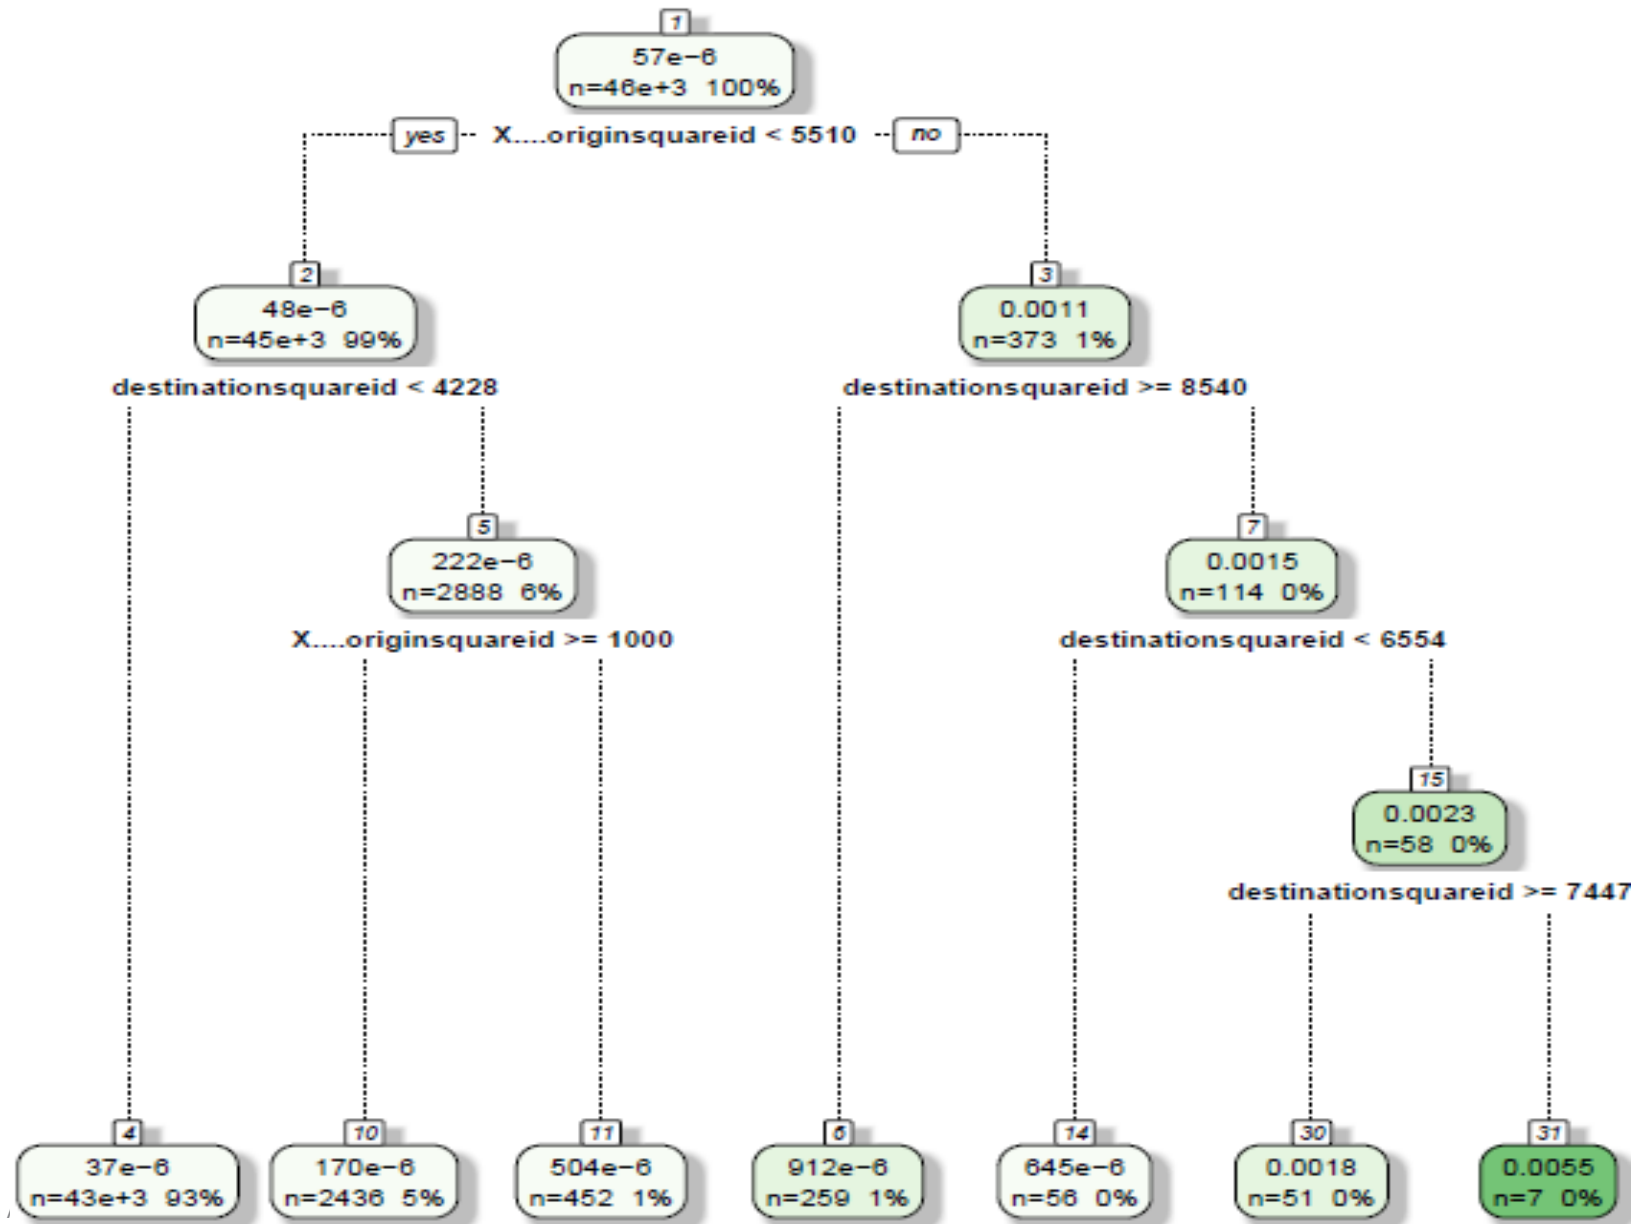 1
57e−6
n=46e+3 100%
yes X....originsquareid < 5510 no
2
48e−6
n=45e+3 99%
3
0.0011
n=373 1%
destinationsquareid < 4228
destinationsquareid >= 8540
5
222e−6
n=2888 6%
7
0.0015
n=114 0%
X....originsquareid >= 1000
destinationsquareid < 6554
15
0.0023
n=58 0%
destinationsquareid >= 7447
4
37e−6
n=43e+3 93%
10
170e−6
n=2436 5%
11
504e−6
n=452 1%
6
912e−6
n=259 1%
14
645e−6
n=56 0%
30
0.0018
n=51 0%
31
0.0055
n=7 0%